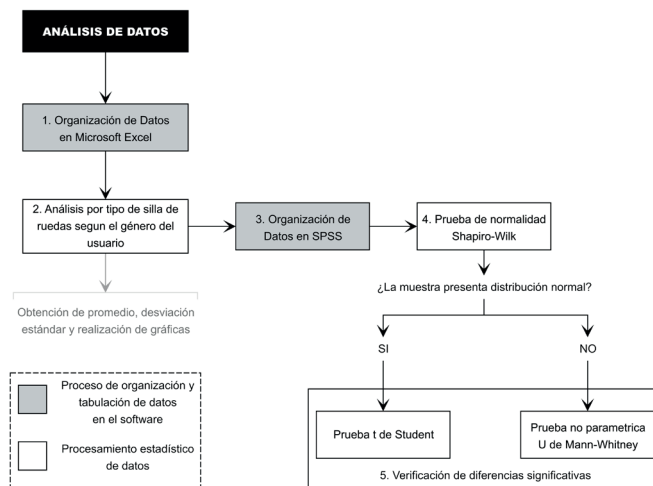 ANÁLISIS DE DATOS
1. Organización de Datos
en Microsoft Excel
2. Análisis por tipo de silla de
ruedas segun el género del
usuario
3. Organización de
Datos en SPSS
4. Prueba de normalidad
Shapiro-Wilk
Obtención de promedio, desviación
estándar y realización de gráficas
¿La muestra presenta distribución normal?
SI
NO
Prueba t de Student
Prueba no parametrica
U de Mann-Whitney
5. Verificación de diferencias significativas
Proceso de organización y
tabulación de datos
en el software
Procesamiento estadístico
de datos